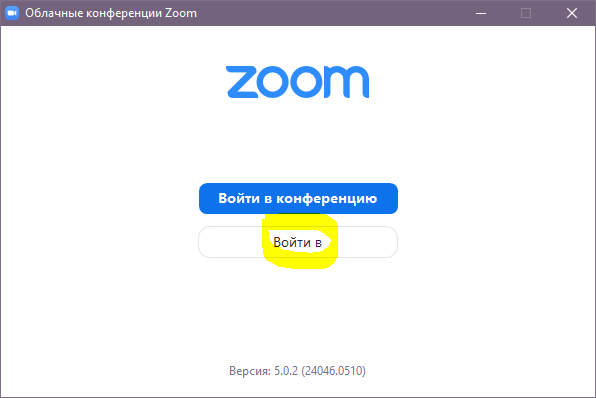 Облачные конференции Zoom
zoom
Войти в конференцию
Войти в
Версия: 5.0.2 (24046.0510)